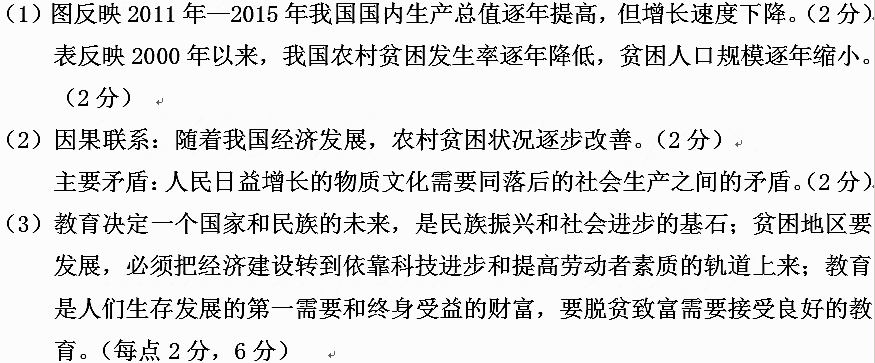 （1）图反映 2011 年—2015 年我国国内生产总值逐年提高，但增长速度下降。（2 分）
表反映 2000 年以来，我国农村贫困发生率逐年降低，贫困人口规模逐年缩小。
（2 分）
（2）因果联系：随着我国经济发展，农村贫困状况逐步改善。（2 分）
主要矛盾：人民日益增长的物质文化需要同落后的社会生产之间的矛盾。（2 分）
（3）教育决定一个国家和民族的未来，是民族振兴和社会进步的基石；贫困地区要
发展，必须把经济建设转到依靠科技进步和提高劳动者素质的轨道上来；教育
是人们生存发展的第一需要和终身受益的财富，要脱贫致富需要接受良好的教
育。（每点 2 分，6 分）